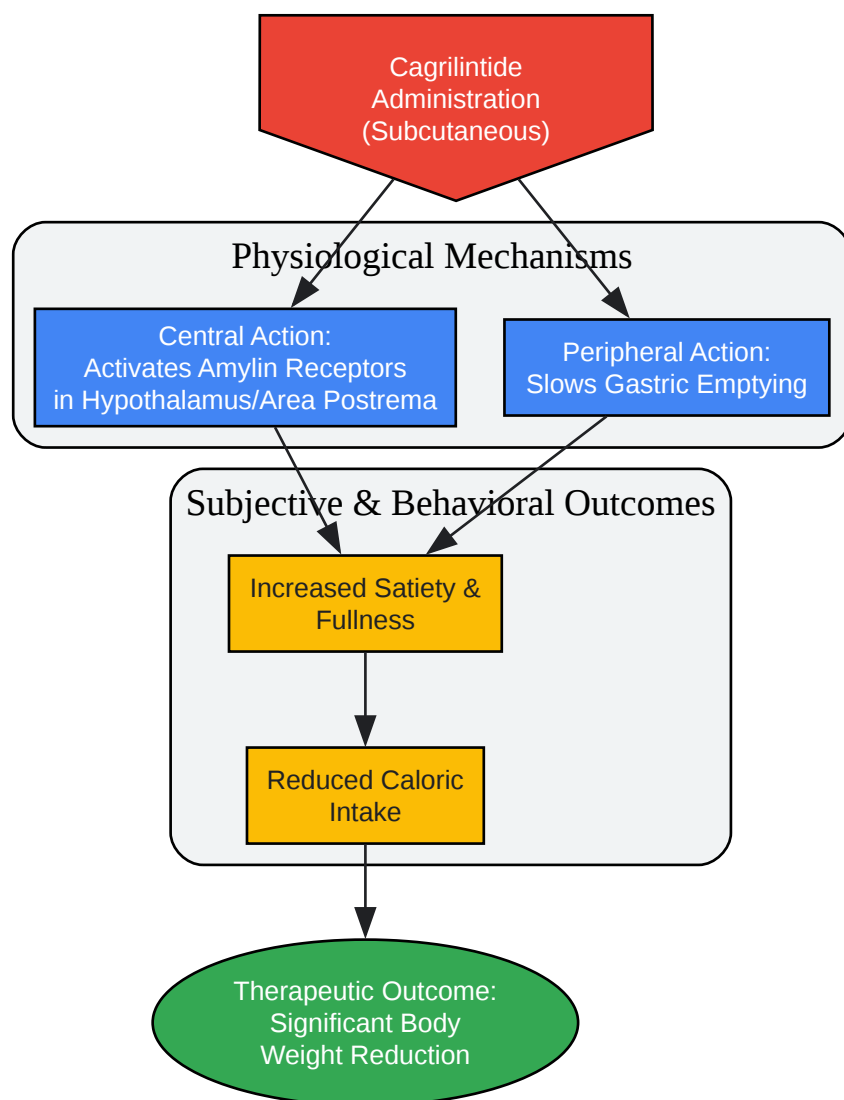 Cagrilintide
Administration
(Subcutaneous)
Physiological Mechanisms
Central Action:
Activates Amylin Receptors
in Hypothalamus/Area Postrema
Peripheral Action:
Slows Gastric Emptying
Subjective & Behavioral Outcomes
Increased Satiety &
Fullness
Reduced Caloric
Intake
Therapeutic Outcome:
Significant Body
Weight Reduction